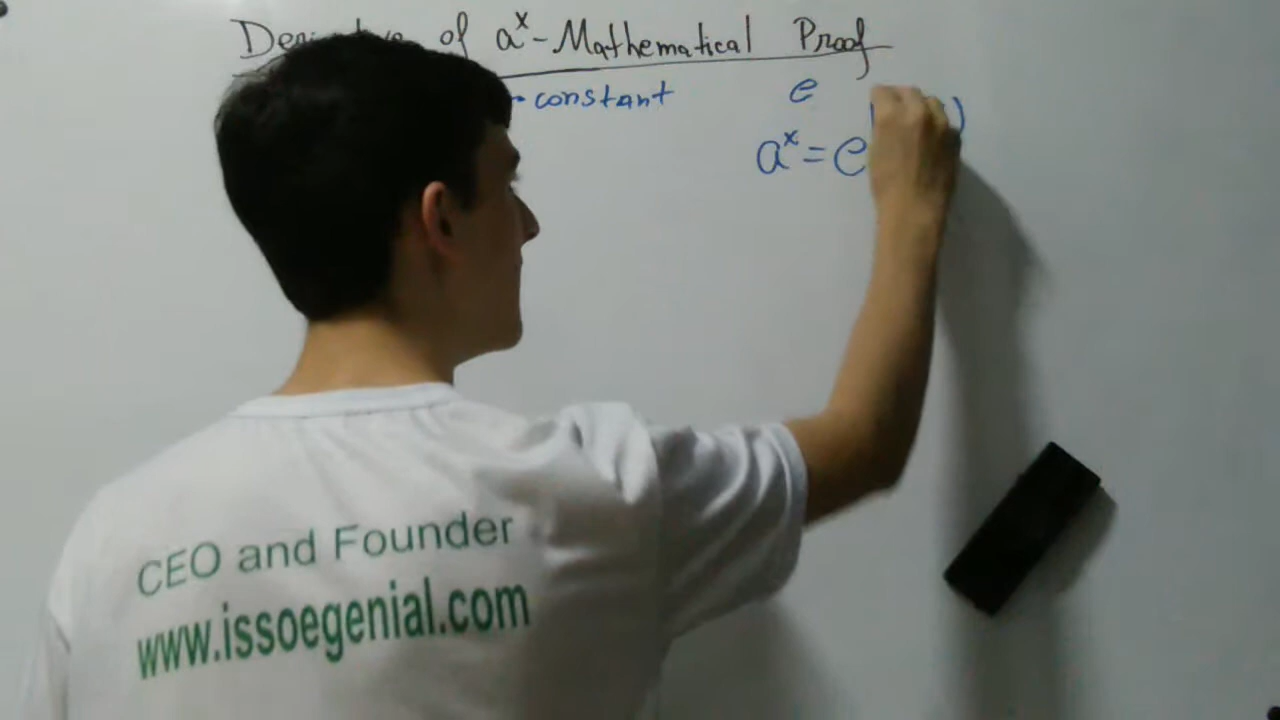 of aˣ - Mathematical Proof
constant e
aˣ = e )
CEO and Founder
www.issoegenial.com